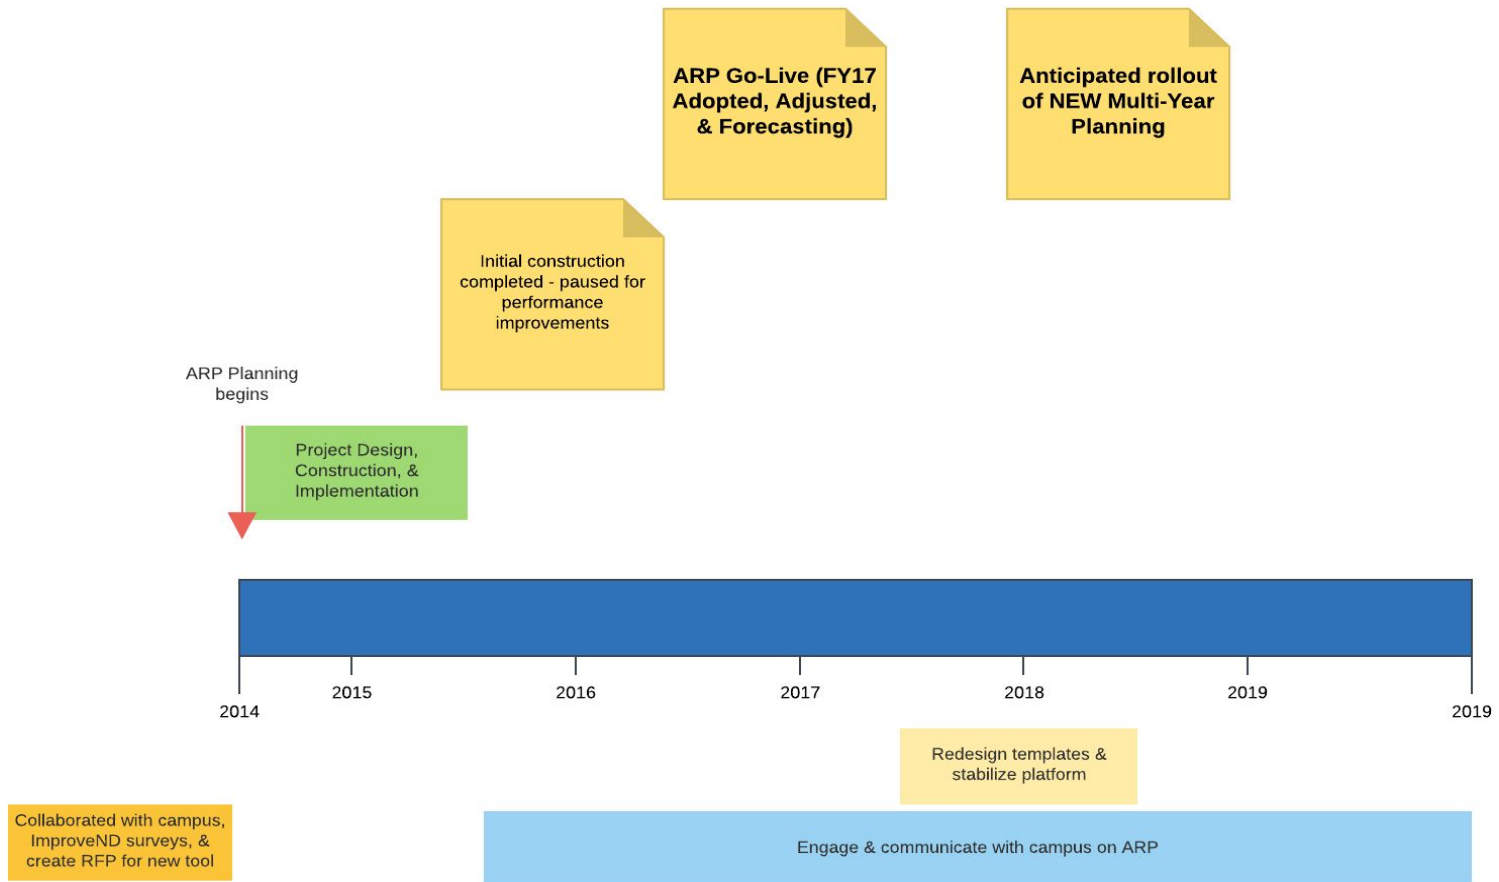 ARP Go-Live (FY17
Adopted, Adjusted,
& Forecasting)
Anticipated rollout
of NEW Multi-Year
Planning
Initial construction
completed - paused for
performance
improvements
ARP Planning
begins
Project Design,
Construction, &
Implementation
2014
2015
2016
2017
2018
2019
2019
Redesign templates &
stabilize platform
Collaborated with campus,
ImproveND surveys, &
create RFP for new tool
Engage & communicate with campus on ARP